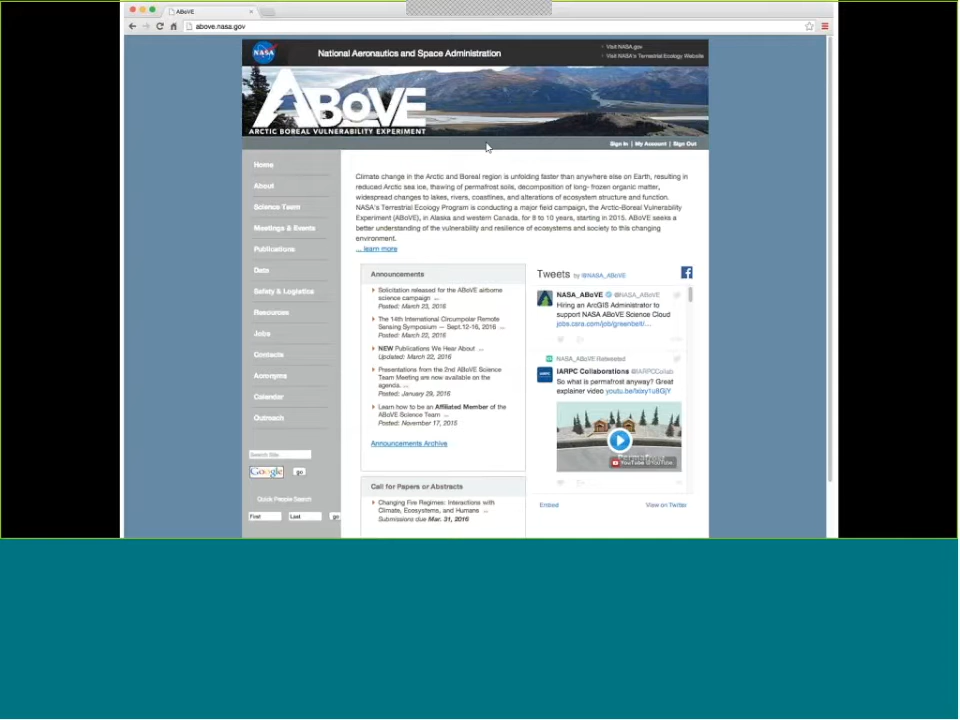 ABoVE
above.nasa.gov
NASA
National Aeronautics and Space Administration
Visit NASA.gov
Visit NASA's Terrestrial Ecology Website
ABoVE
ARCTIC BOREAL VULNERABILITY EXPERIMENT
Sign In | My Account | Sign Out
Home
About
Science Team
Meetings & Events
Publications
Data
Safety & Logistics
Resources
Jobs
Contacts
Acronyms
Calendar
Outreach
Search Site
Google go
Quick People Search
First Last go
Climate change in the Arctic and Boreal region is unfolding faster than anywhere else on Earth, resulting in
reduced Arctic sea ice, thawing of permafrost soils, decomposition of long- frozen organic matter,
widespread changes to lakes, rivers, coastlines, and alterations of ecosystem structure and function.
NASA's Terrestrial Ecology Program is conducting a major field campaign, the Arctic-Boreal Vulnerability
Experiment (ABoVE), in Alaska and western Canada, for 8 to 10 years, starting in 2015. ABoVE seeks a
better understanding of the vulnerability and resilience of ecosystems and society to this changing
environment.
... learn more
Announcements
Solicitation released for the ABoVE airborne
science campaign ...
Posted: March 23, 2016
The 14th International Circumpolar Remote
Sensing Symposium — Sept.12-16, 2016 ...
Posted: March 22, 2016
NEW Publications We Hear About ...
Updated: March 22, 2016
Presentations from the 2nd ABoVE Science
Team Meeting are now available on the
agenda. ...
Posted: January 29, 2016
Learn how to be an Affiliated Member of the
ABoVE Science Team ...
Posted: November 17, 2015
Announcements Archive
Call for Papers or Abstracts
Changing Fire Regime: Interactions with
Climate, Ecosystems, and Humans ...
Submissions due Mar. 31, 2016
Tweets by @NASA_ABoVE
NASA_ABoVE @NASA_ABoVE
Hiring an ArcGIS Administrator to
support NASA ABoVE Science Cloud
NASA_ABoVE Retweeted
IARPC Collaborations @IARPCCollab
So what is permafrost anyway? Great
explainer video
Embed View on Twitter